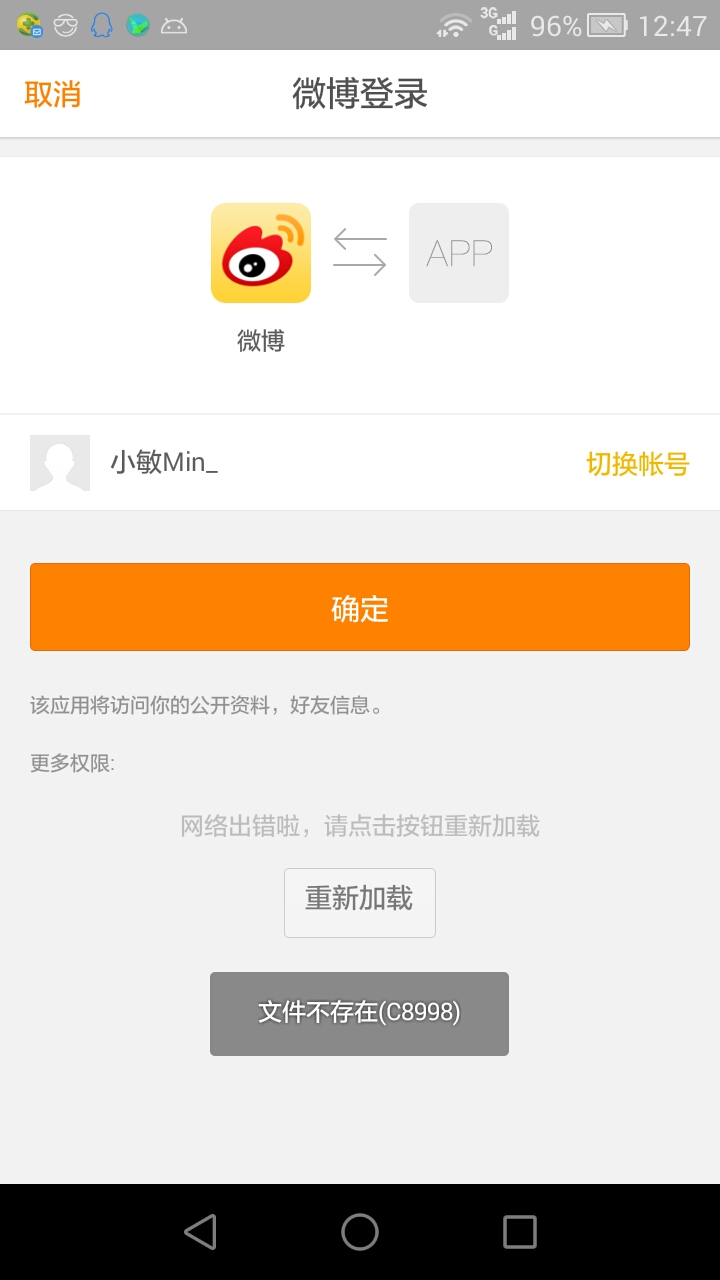 3G
G
96%
12:47
取消
微博登录
APP
微博
小敏Min_
切换帐号
确定
该应用将访问你的公开资料，好友信息。
更多权限:
网络出错啦，请点击按钮重新加载
重新加载
文件不存在(C8998)